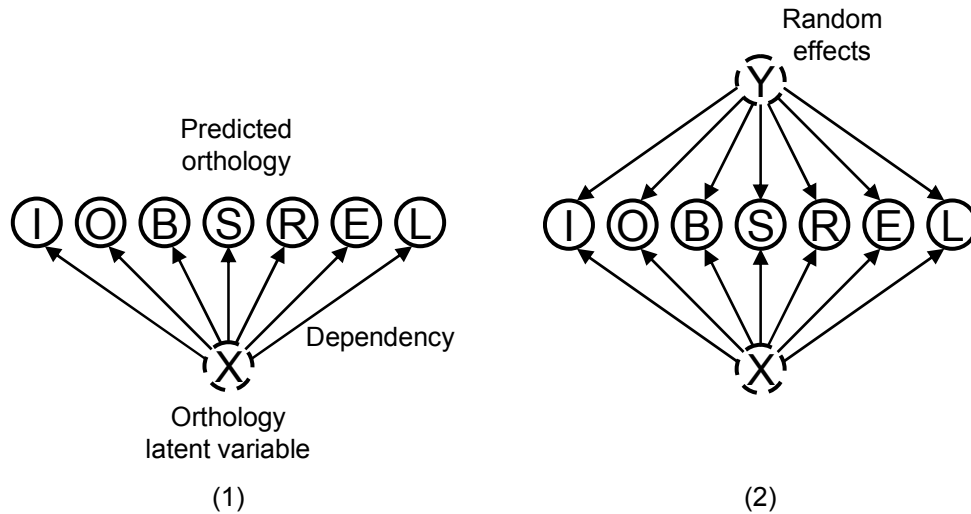 Predicted
orthology
I O B S R E L
Dependency
X
Orthology
latent variable
(1)
Random
effects
Y
I O B S R E L
X
(2)